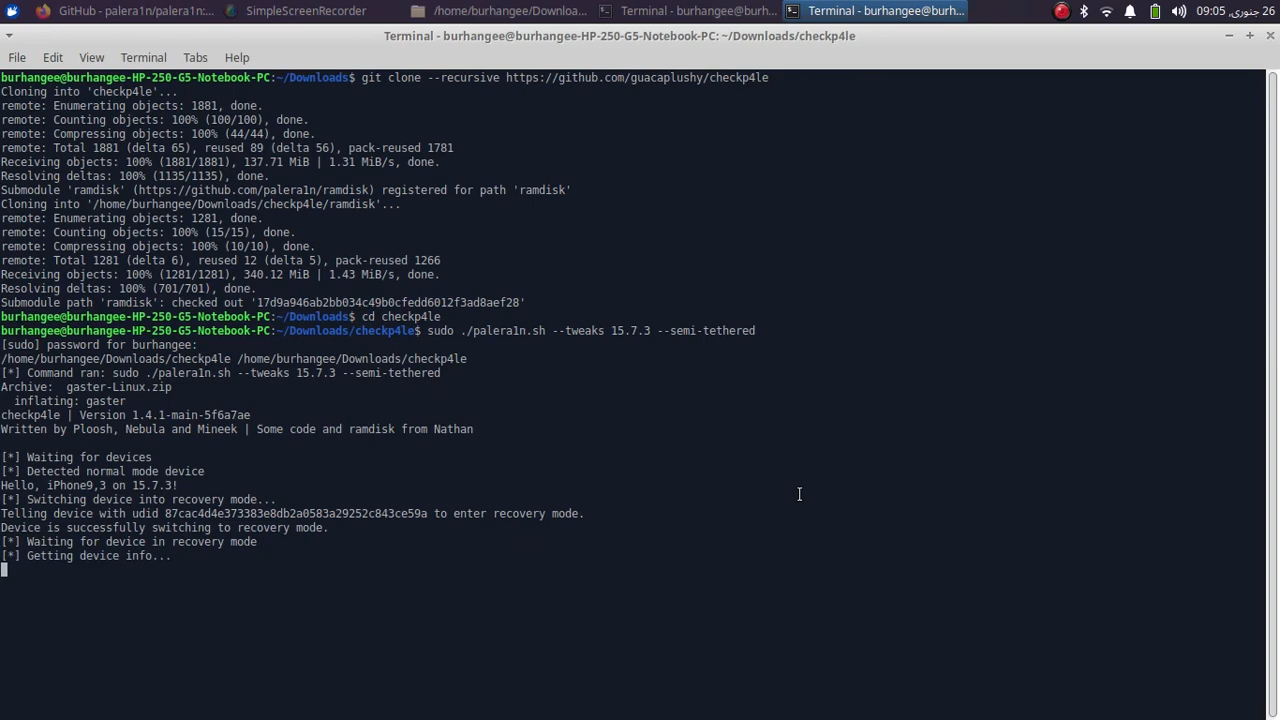 GitHub - palera1n/palera1n:...
SimpleScreenRecorder
/home/burhangee/Downloa...
Terminal - burhangee@burh...
Terminal - burhangee@burh...
26 جنوری, 09:05
Terminal - burhangee@burhangee-HP-250-G5-Notebook-PC: ~/Downloads/checkp4le
File Edit View Terminal Tabs Help
burhangee@burhangee-HP-250-G5-Notebook-PC:~/Downloads$ git clone --recursive https://github.com/guacaplushy/checkp4le
Cloning into 'checkp4le'...
remote: Enumerating objects: 1881, done.
remote: Counting objects: 100% (100/100), done.
remote: Compressing objects: 100% (44/44), done.
remote: Total 1881 (delta 65), reused 89 (delta 56), pack-reused 1781
Receiving objects: 100% (1881/1881), 137.71 MiB | 1.31 MiB/s, done.
Resolving deltas: 100% (1135/1135), done.
Submodule 'ramdisk' (https://github.com/palera1n/ramdisk) registered for path 'ramdisk'
Cloning into '/home/burhangee/Downloads/checkp4le/ramdisk'...
remote: Enumerating objects: 1281, done.
remote: Counting objects: 100% (15/15), done.
remote: Compressing objects: 100% (10/10), done.
remote: Total 1281 (delta 6), reused 12 (delta 5), pack-reused 1266
Receiving objects: 100% (1281/1281), 340.12 MiB | 1.43 MiB/s, done.
Resolving deltas: 100% (701/701), done.
Submodule path 'ramdisk': checked out '17d9a946ab2bb034c49b0cfedd6012f3ad8aef28'
burhangee@burhangee-HP-250-G5-Notebook-PC:~/Downloads$ cd checkp4le
burhangee@burhangee-HP-250-G5-Notebook-PC:~/Downloads/checkp4le$ sudo ./palera1n.sh --tweaks 15.7.3 --semi-tethered
[sudo] password for burhangee:
/home/burhangee/Downloads/checkp4le /home/burhangee/Downloads/checkp4le
[*] Command ran: sudo ./palera1n.sh --tweaks 15.7.3 --semi-tethered
Archive:  gaster-Linux.zip
  inflating: gaster
checkp4le | Version 1.4.1-main-5f6a7ae
Written by Ploosh, Nebula and Mineek | Some code and ramdisk from Nathan
[*] Waiting for devices
[*] Detected normal mode device
Hello, iPhone9,3 on 15.7.3!
[*] Switching device into recovery mode...
Telling device with udid 87cac4d4e373383e8db2a0583a29252c843ce59a to enter recovery mode.
Device is successfully switching to recovery mode.
[*] Waiting for device in recovery mode
[*] Getting device info...